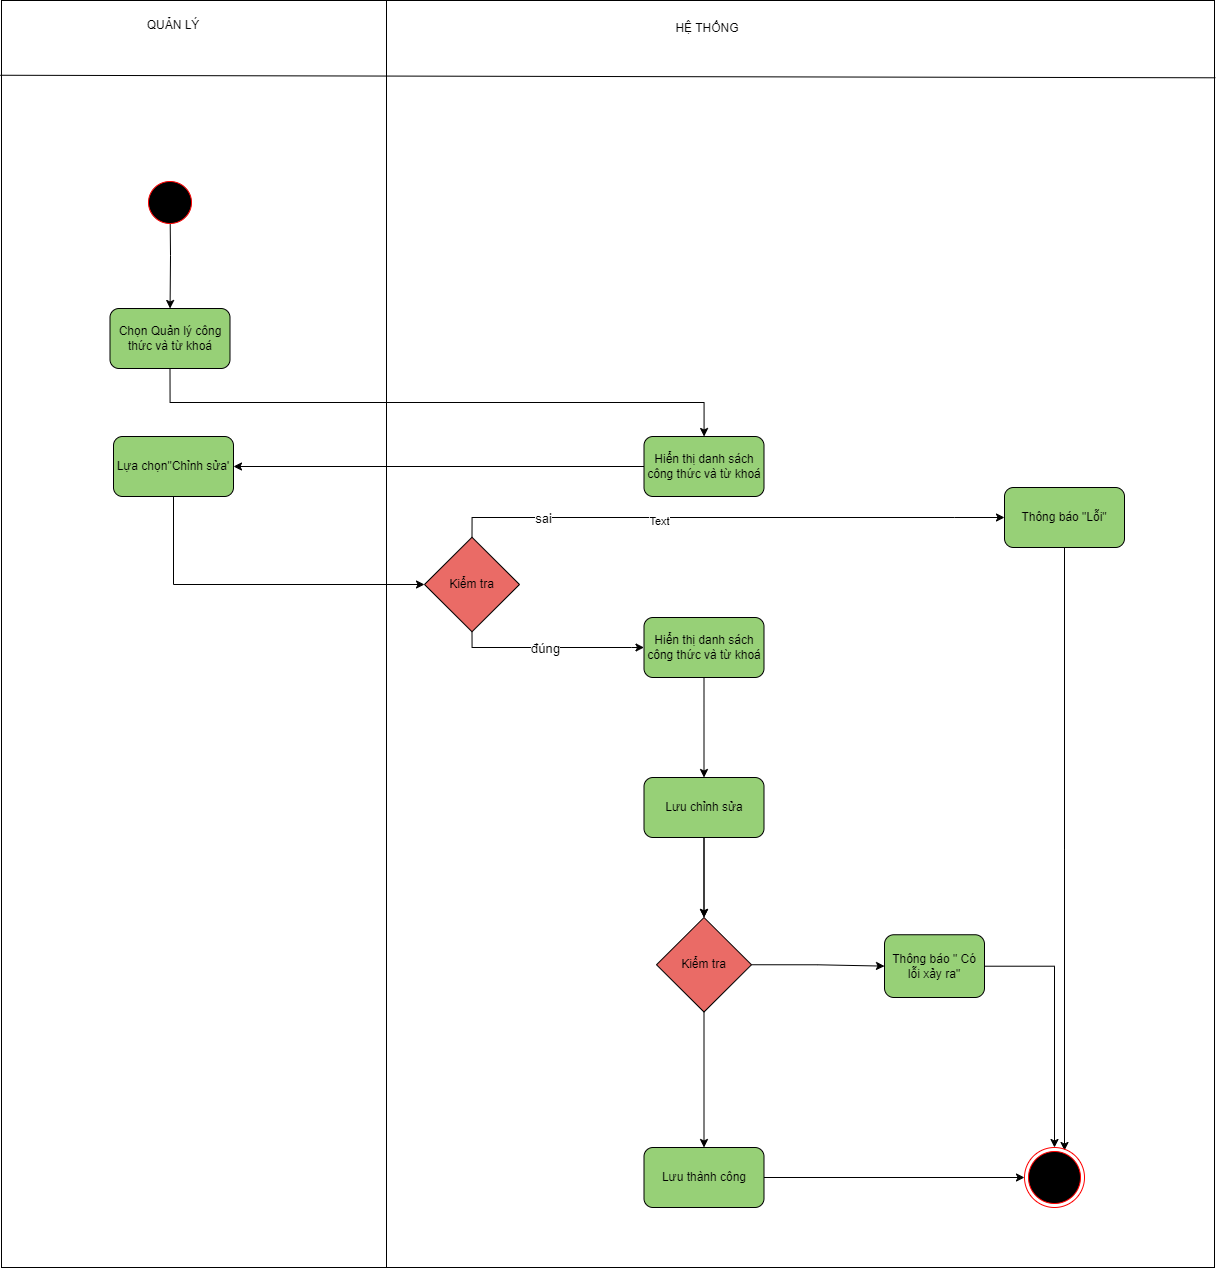 QUẢN LÝ
HỆ THỐNG
Chọn Quản lý công
thức và từ khoá
Hiển thị danh sách
công thức và từ khoá
Lựa chọn"Chỉnh sửa"
Thông báo "Lỗi"
sai
Text
Kiểm tra
đúng
Hiển thị danh sách
công thức và từ khoá
Lưu chỉnh sửa
Kiểm tra
Thông báo " Có
lỗi xảy ra"
Lưu thành công